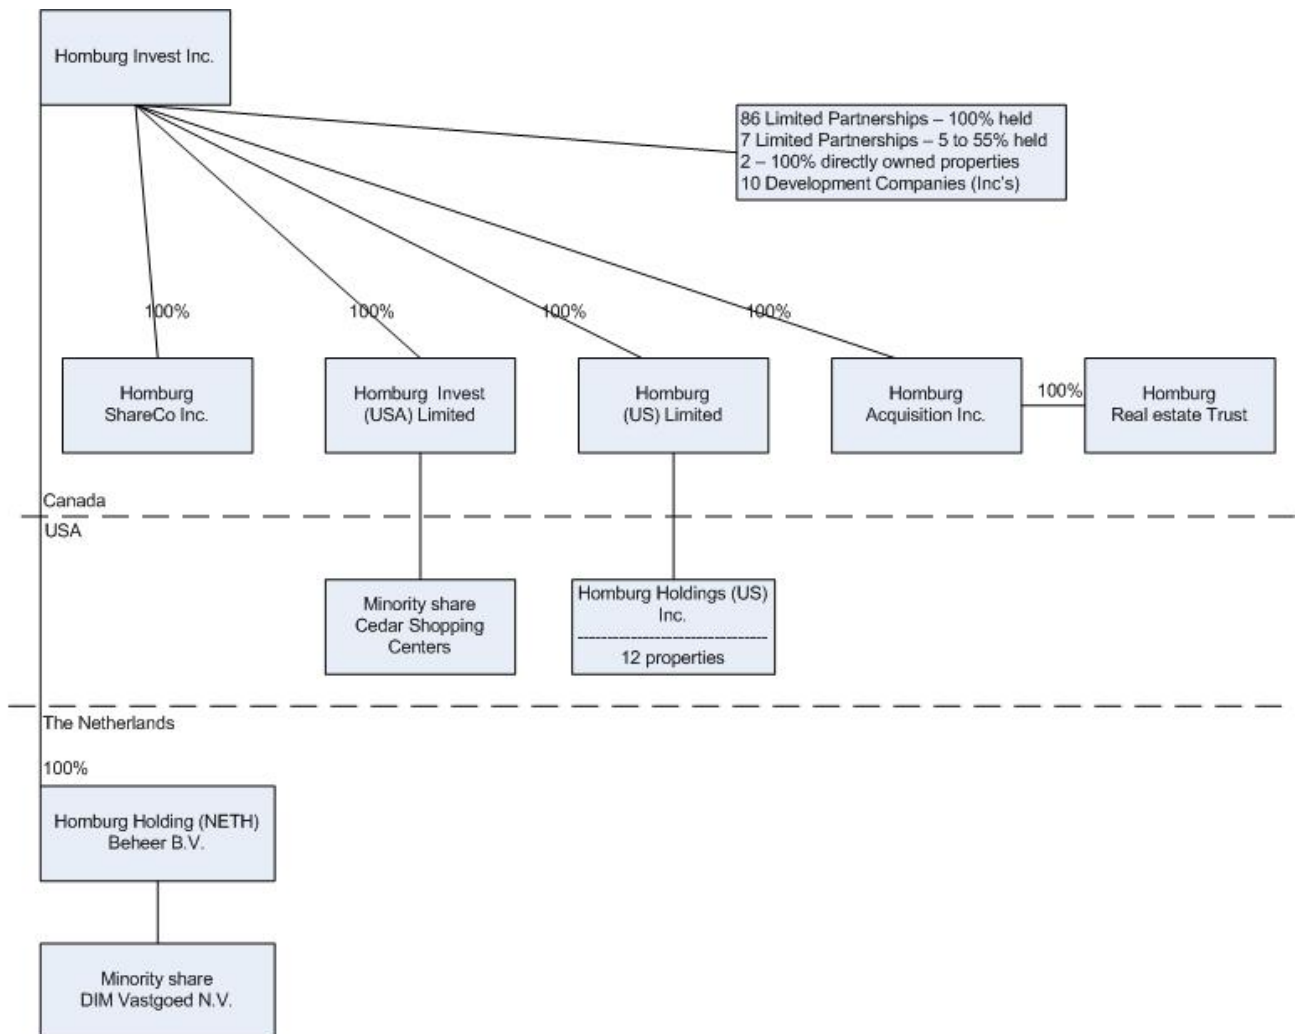 Homburg Invest Inc.
86 Limited Partnerships – 100% held
7 Limited Partnerships – 5 to 55% held
2 – 100% directly owned properties
10 Development Companies (Inc's)
100%
100%
100%
100%
Homburg
ShareCo Inc.
Homburg Invest
(USA) Limited
Homburg
(US) Limited
Homburg
Acquisition Inc.
100%
Homburg
Real estate Trust
Canada
USA
Minority share
Cedar Shopping
Centers
Homburg Holdings (US)
Inc.
--------------------------------
12 properties
The Netherlands
100%
Homburg Holding (NETH)
Beheer B.V.
Minority share
DIM Vastgoed N.V.